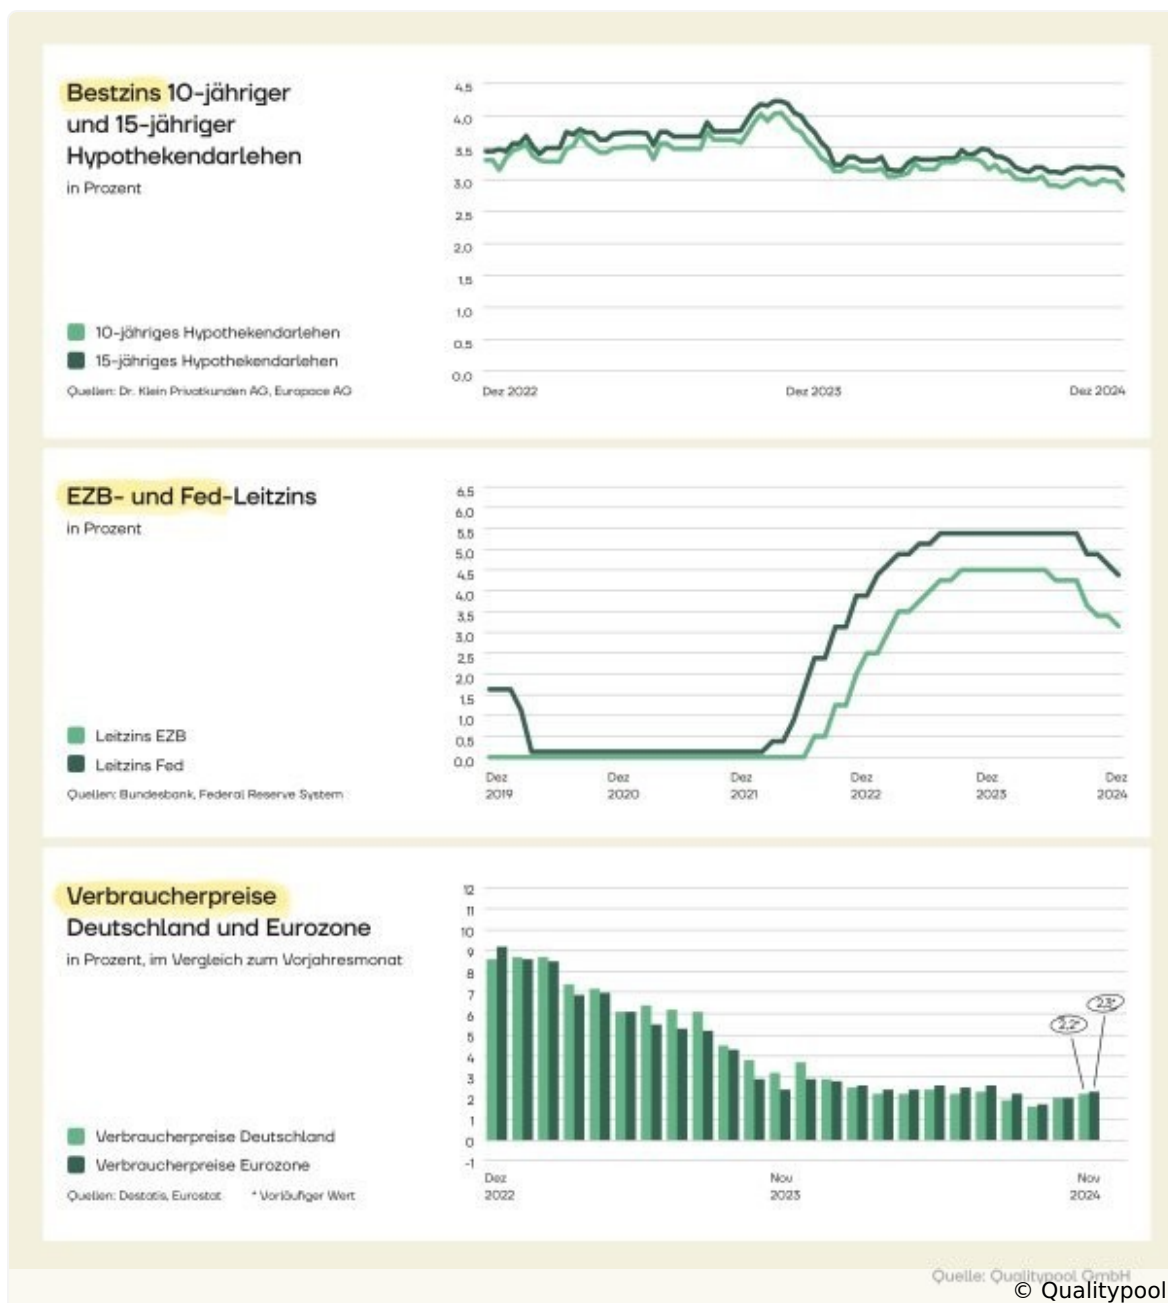 Bestzins 10-jähriger
und 15-jähriger
Hypothekendarlehen
in Prozent
10-jähriges Hypothekendarlehen
15-jähriges Hypothekendarlehen
Quellen: Dr. Klein Privatkunden AG, Europace AG
4,5
4,0
3,5
3,0
2,5
2,0
1,5
1,0
0,5
0,0
Dez 2022 Dez 2023 Dez 2024
EZB- und Fed-Leitzins
in Prozent
Leitzins EZB
Leitzins Fed
Quellen: Bundesbank, Federal Reserve System
6,5
6,0
5,5
5,0
4,5
4,0
3,5
3,0
2,5
2,0
1,5
1,0
0,5
0,0
Dez Dez Dez Dez Dez Dez
2019 2020 2021 2022 2023 2024
Verbraucherpreise
Deutschland und Eurozone
in Prozent, im Vergleich zum Vorjahresmonat
Verbraucherpreise Deutschland
Verbraucherpreise Eurozone
Quellen: Destatis, Eurostat * Vorläufiger Wert
12
11
10
9
8
7
6
5
4
3
2
1
0
-1
2,2*
2,3*
Dez Nov Nov
2022 2023 2024
Quelle: Qualitypool GmbH
© Qualitypool